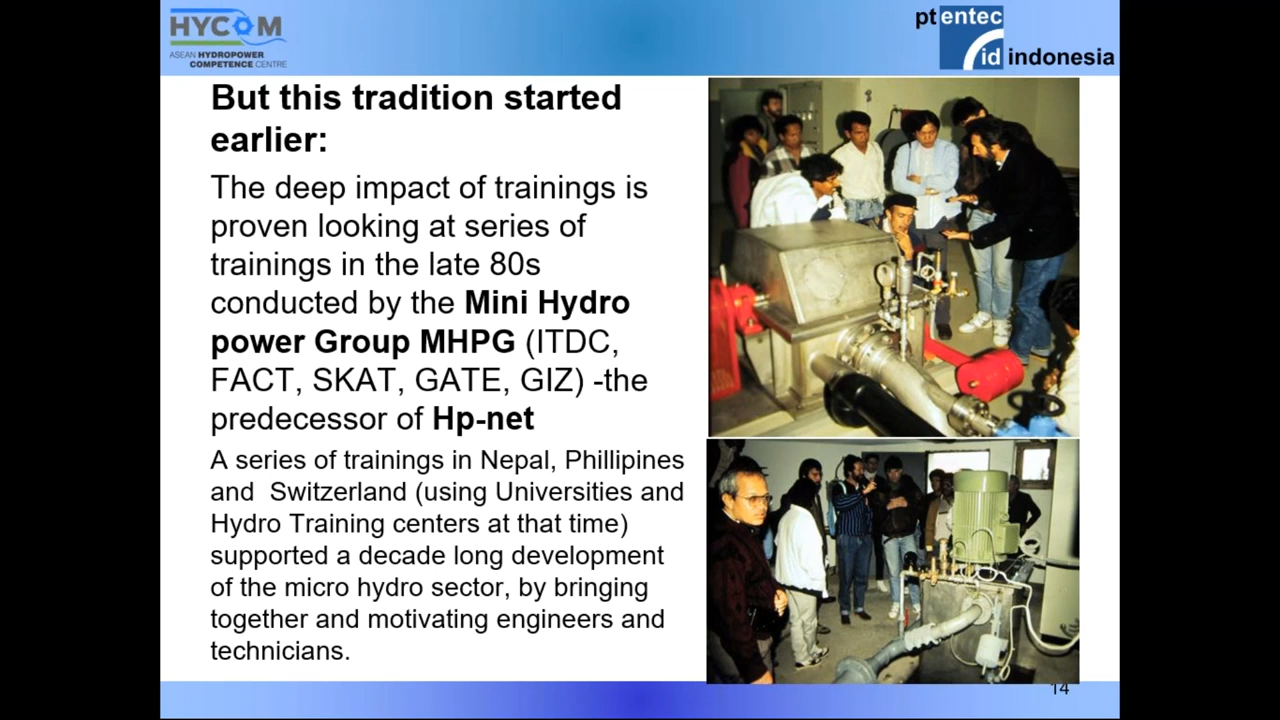 HYCOM
ASEAN HYDROPOWER
COMPETENCE CENTRE
pt entec
id indonesia
But this tradition started
earlier:
The deep impact of trainings is
proven looking at series of
trainings in the late 80s
conducted by the Mini Hydro
power Group MHPG (ITDC,
FACT, SKAT, GATE, GIZ) -the
predecessor of Hp-net
A series of trainings in Nepal, Phillipines
and  Switzerland (using Universities and
Hydro Training centers at that time)
supported a decade long development
of the micro hydro sector, by bringing
together and motivating engineers and
technicians.
14